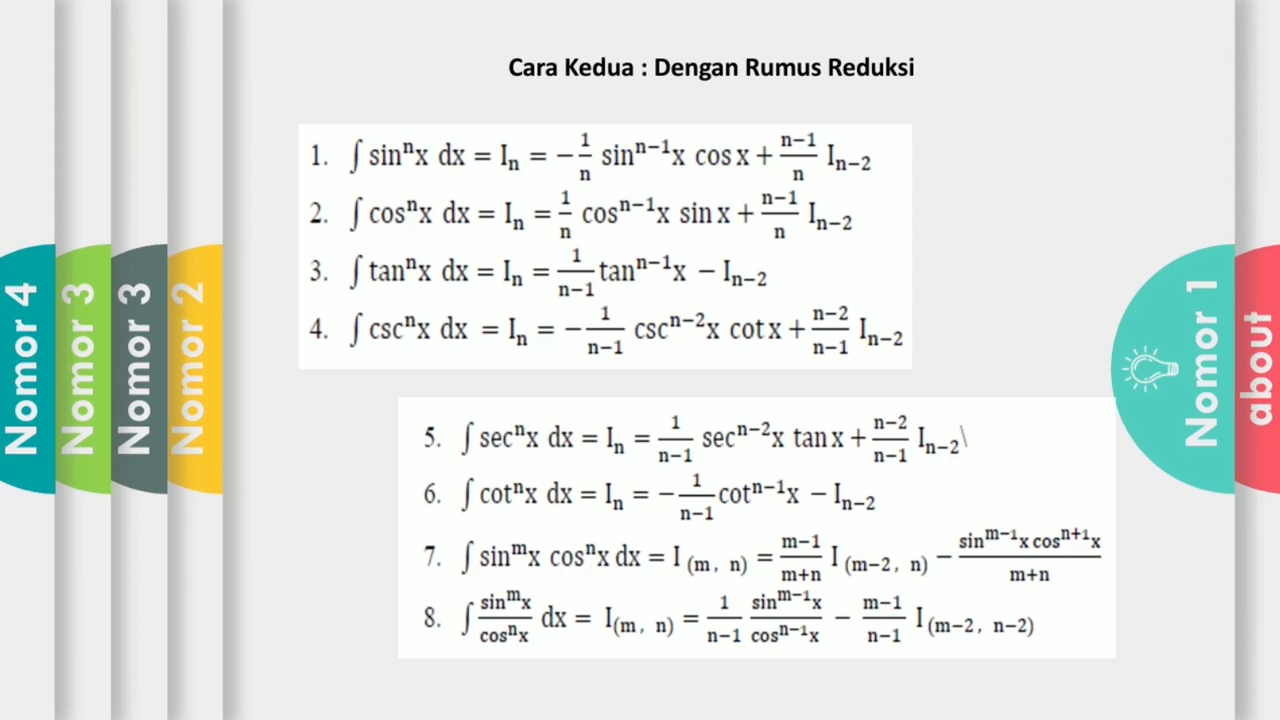 Cara Kedua : Dengan Rumus Reduksi
1. ∫ sinⁿx dx = Iₙ = −1/n sinⁿ⁻¹x cos x + n−1/n Iₙ₋₂
2. ∫ cosⁿx dx = Iₙ = 1/n cosⁿ⁻¹x sin x + n−1/n Iₙ₋₂
3. ∫ tanⁿx dx = Iₙ = 1/n−1 tanⁿ⁻¹x − Iₙ₋₂
4. ∫ cscⁿx dx = Iₙ = −1/n−1 cscⁿ⁻²x cot x + n−2/n−1 Iₙ₋₂
5. ∫ secⁿx dx = Iₙ = 1/n−1 secⁿ⁻²x tan x + n−2/n−1 Iₙ₋₂\
6. ∫ cotⁿx dx = Iₙ = −1/n−1 cotⁿ⁻¹x − Iₙ₋₂
7. ∫ sinᵐx cosⁿx dx = I (m, n) = m−1/m+n I (m−2, n) − sinᵐ⁻¹x cosⁿ⁺¹x/m+n
8. ∫ sinᵐx/cosⁿx dx = I(m, n) = 1/n−1 sinᵐ⁻¹x/cosⁿ⁻¹x − m−1/n−1 I (m−2, n−2)
Nomor 4
Nomor 3
Nomor 3
Nomor 2
Nomor 1
about